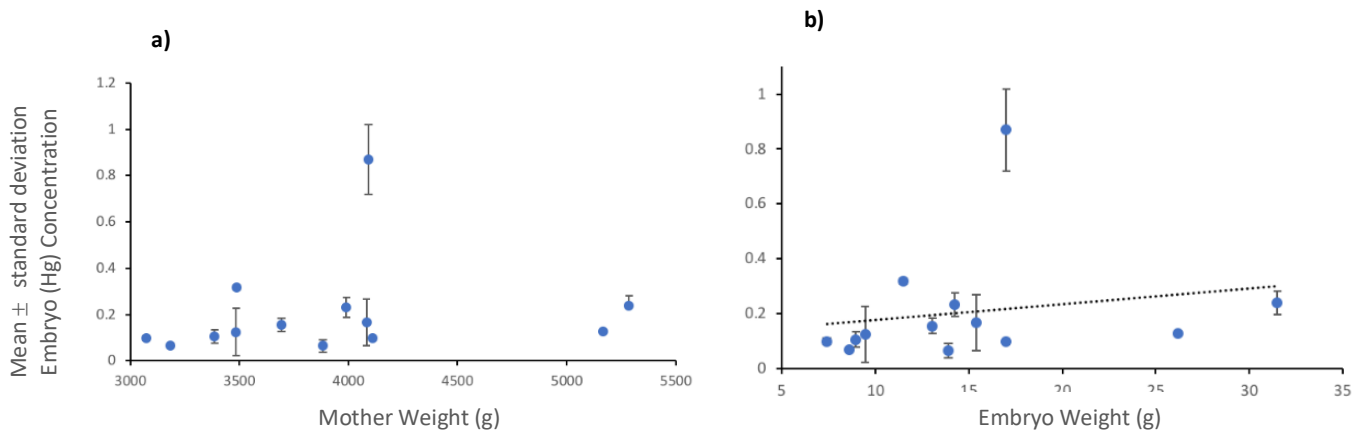 a)
Mean ± standard deviation
Embryo (Hg) Concentration
1.2
1
0.8
0.6
0.4
0.2
0
3000 3500 4000 4500 5000 5500
Mother Weight (g)
b)
1
0.8
0.6
0.4
0.2
0
5 10 15 20 25 30 35
Embryo Weight (g)